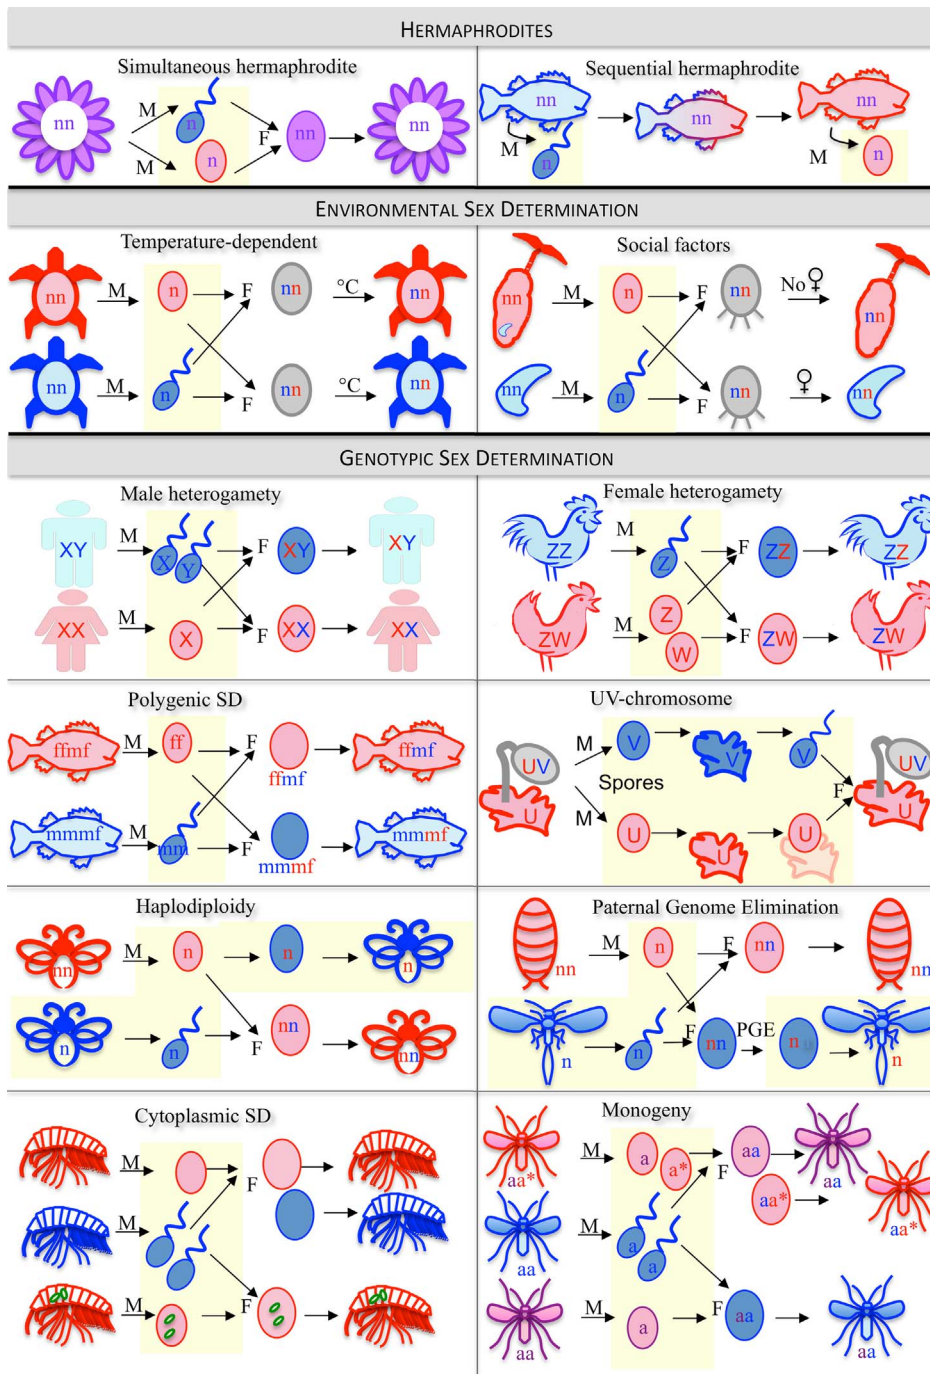 HERMAPHRODITES
Simultaneous hermaphrodite
nn
M
M
n
n
F
nn
nn
Sequential hermaphrodite
nn
M
n
nn
nn
M
n
ENVIRONMENTAL SEX DETERMINATION
Temperature-dependent
nn
M
n
F
nn
°C
nn
nn
M
n
F
nn
°C
nn
Social factors
nn
M
n
F
nn
No♀
nn
nn
M
n
F
nn
♀
nn
GENOTYPIC SEX DETERMINATION
Male heterogamety
XY
M
X
Y
F
XY
XY
XX
M
X
F
XX
XX
Female heterogamety
ZZ
M
Z
F
ZZ
ZZ
ZW
M
Z
W
F
ZW
ZW
Polygenic SD
ffmf
M
ff
F
ffmf
ffmf
mmmf
M
mm
F
mmmf
mmmf
UV-chromosome
UV
U
M
V
V
V
Spores
M
U
U
U
F
UV
U
Haplodiploidy
nn
M
n
n
n
n
n
F
nn
nn
Paternal Genome Elimination
nn
M
n
F
nn
nn
n
n
F
nn
PGE
n
n
Cytoplasmic SD
M
F
M
M
F
Monogeny
aa*
M
a
a*
F
aa
aa*
aa
aa*
aa
M
a
a
aa
M
a
F
aa
aa